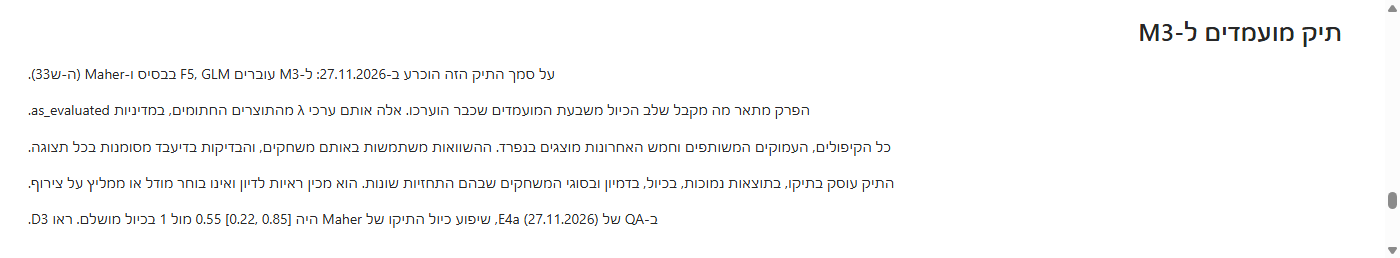 תיק מועמדים ל-M3
על סמך התיק הזה הוכרע ב-27.11.2026: ל-M3 עוברים F5, GLM בבסיס ו-Maher (ה-ש33).
הפרק מתאר מה מקבל שלב הכיול משבעת המועמדים שכבר הוערכו. אלה אותם ערכי λ מהתוצרים החתומים, במדיניות as_evaluated.
כל הקיפולים, העמוקים המשותפים וחמש האחרונות מוצגים בנפרד. ההשוואות משתמשות באותם משחקים, והבדיקות בדיעבד מסומנות בכל תצוגה.
התיק עוסק בתיקו, בתוצאות נמוכות, בכיול, בדמיון ובסוגי המשחקים שבהם התחזיות שונות. הוא מכין ראיות לדיון ואינו בוחר מודל או ממליץ על צירוף.
ב-QA של E4a (27.11.2026), שיפוע כיול התיקו של Maher היה 0.55 [0.22, 0.85] מול 1 בכיול מושלם. ראו D3.